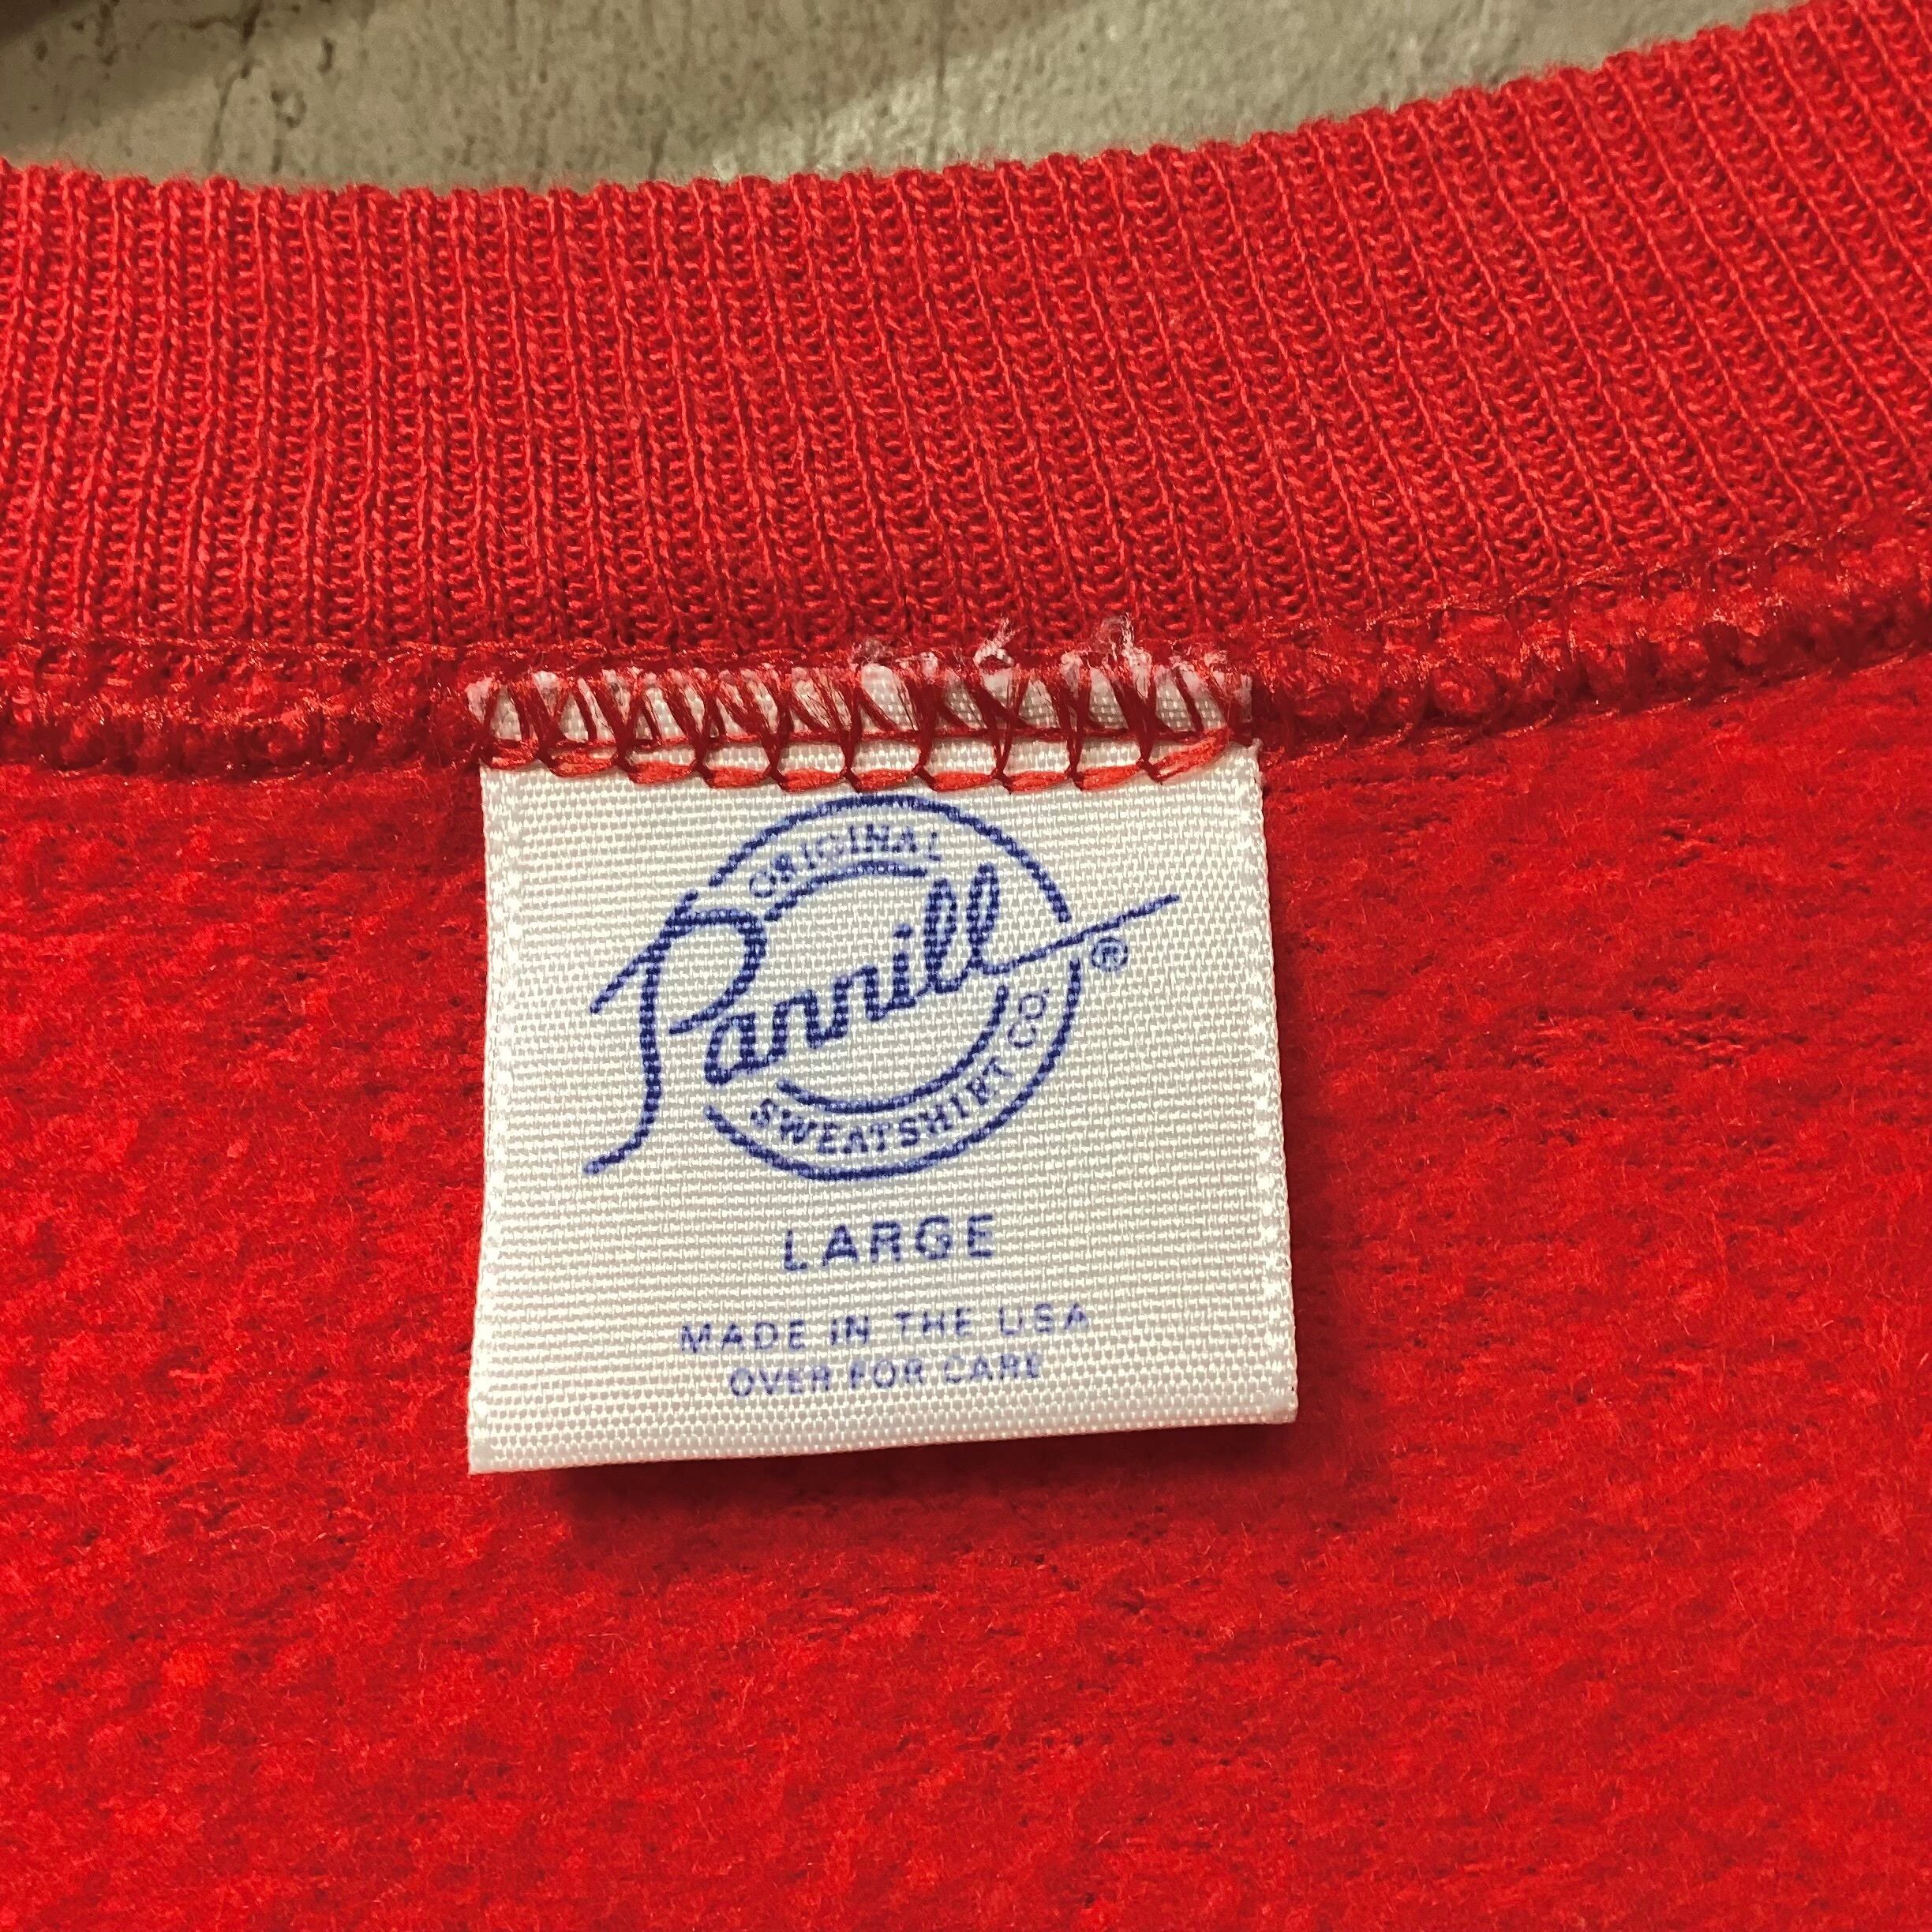 ORIGINAL
Pannill ®
SWEATSHIRT CO.
LARGE
MADE IN THE USA
OVER FOR CARE